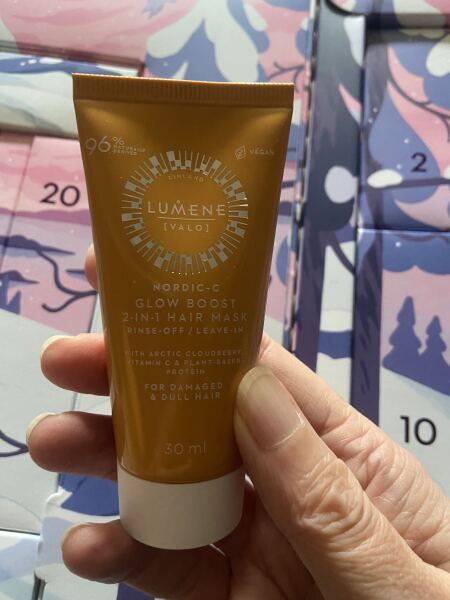 96%
NATURALLY
DERIVED
VEGAN
FINLAND
LUMENE
[VALO]
NORDIC-C
GLOW BOOST
2-IN-1 HAIR MASK
RINSE-OFF / LEAVE-IN
WITH ARCTIC CLOUDBERRY,
VITAMIN C & PLANT-BASED
PROTEIN
FOR DAMAGED
& DULL HAIR
30 ml
20
2
10